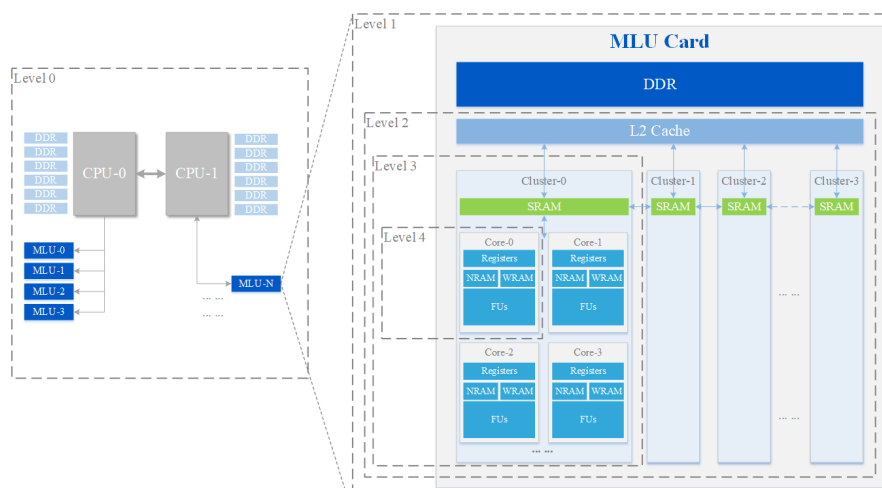 Level 0
DDR
DDR
DDR
DDR
DDR
DDR
CPU-0
CPU-1
DDR
DDR
DDR
DDR
DDR
DDR
MLU-0
MLU-1
MLU-2
MLU-3
MLU-N
... ...
... ...
Level 1
MLU Card
DDR
Level 2
L2 Cache
Level 3
Cluster-0
Cluster-1
Cluster-2
Cluster-3
SRAM
SRAM
SRAM
SRAM
Level 4
Core-0
Registers
NRAM
WRAM
FUs
Core-1
Registers
NRAM
WRAM
FUs
Core-2
Registers
NRAM
WRAM
FUs
Core-3
Registers
NRAM
WRAM
FUs
... ...
... ...
... ...